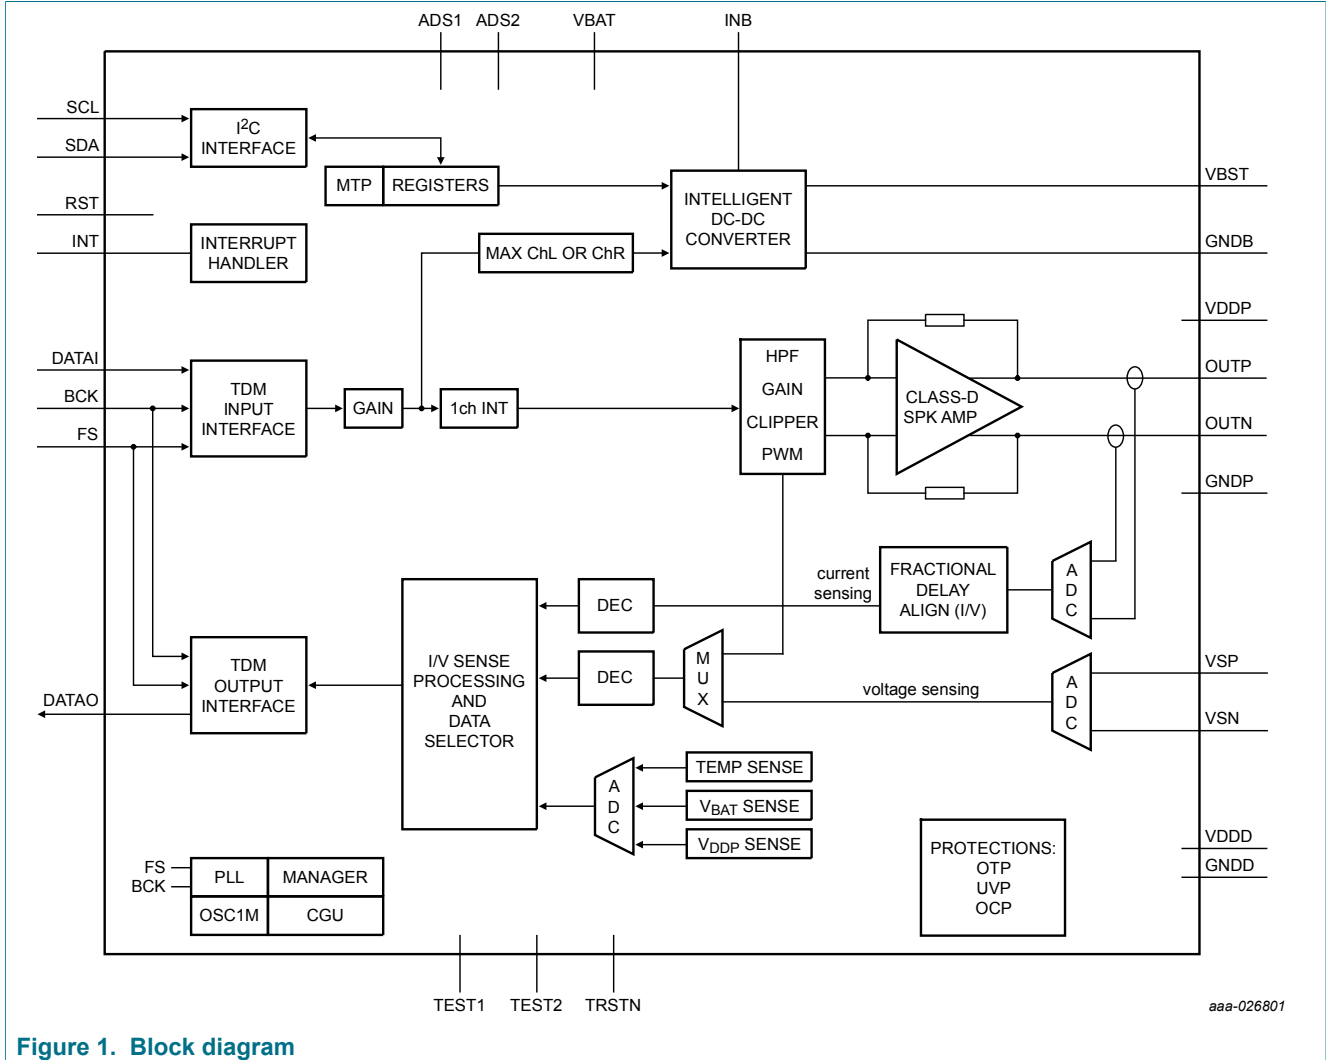 ADS1 ADS2 VBAT INB
SCL
SDA
I²C
INTERFACE
MTP REGISTERS
RST
INT
INTERRUPT
HANDLER
MAX ChL OR ChR
INTELLIGENT
DC-DC
CONVERTER
VBST
GNDB
VDDP
DATAI
BCK
FS
TDM
INPUT
INTERFACE
GAIN
1ch INT
HPF
GAIN
CLIPPER
PWM
CLASS-D
SPK AMP
OUTP
OUTN
GNDP
current
sensing
FRACTIONAL
DELAY
ALIGN (I/V)
ADC
DEC
DEC
MUX
voltage sensing
ADC
VSP
VSN
I/V SENSE
PROCESSING
AND
DATA
SELECTOR
TDM
OUTPUT
INTERFACE
DATAO
ADC
TEMP SENSE
VBAT SENSE
VDDP SENSE
PROTECTIONS:
OTP
UVP
OCP
VDDD
GNDD
FS
BCK
PLL MANAGER
OSC1M CGU
TEST1 TEST2 TRSTN
aaa-026801
Figure 1. Block diagram